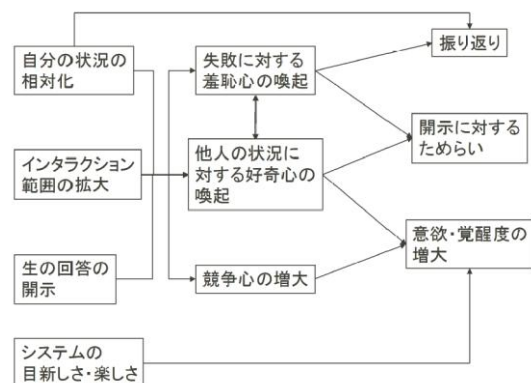 自分の状況の
相対化
インタラクション
範囲の拡大
生の回答の
開示
システムの
目新しさ・楽しさ
失敗に対する
羞恥心の喚起
他人の状況に
対する好奇心の
喚起
競争心の増大
振り返り
開示に対する
ためらい
意欲・覚醒度の
増大